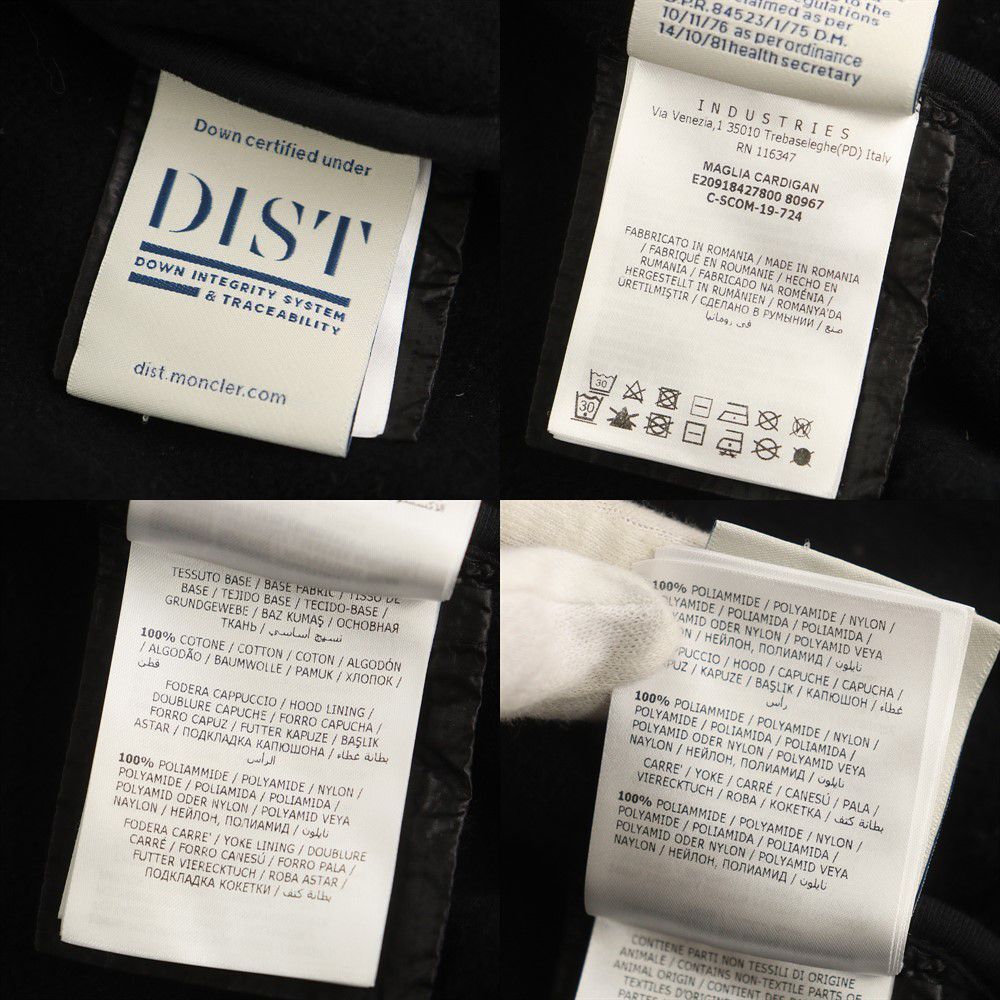 Down certified under
DIST
DOWN INTEGRITY SYSTEM
& TRACEABILITY
dist.moncler.com
regulations
claimed as per
D.P.R. 84523/1/75 D.M.
10/11/76 as per ordinance
14/10/81 health secretary
INDUSTRIES
Via Venezia,1 35010 Trebaseleghe(PD) Italy
RN 116347
MAGLIA CARDIGAN
E20918427800 80967
C-SCOM-19-724
FABBRICATO IN ROMANIA / MADE IN ROMANIA
/ FABRIQUÉ EN ROUMANIE / HECHO EN
RUMANIA / FABRICADO NA ROMÉNIA /
HERGESTELLT IN RUMÄNIEN / ROMANYA'DA
ÜRETILMIŞTIR / СДЕЛАНО В РУМЫНИИ / صنع
في رومانيا
30
30
TESSUTO BASE / BASE FABRIC / TISSU DE
BASE / TEJIDO BASE / TECIDO-BASE /
GRUNDGEWEBE / BAZ KUMAŞ / ОСНОВНАЯ
ТКАНЬ / نسيج أساسي
100% COTONE / COTTON / COTON / ALGODÓN
/ ALGODÃO / BAUMWOLLE / PAMUK / ХЛОПОК /
قطن
FODERA CAPPUCCIO / HOOD LINING /
DOUBLURE CAPUCHE / FORRO CAPUCHA /
FORRO CAPUZ / FUTTER KAPUZE / BAŞLIK
ASTAR / ПОДКЛАДКА КАПЮШОНА / بطانة غطاء
الرأس
100% POLIAMMIDE / POLYAMIDE / NYLON /
POLYAMIDE / POLIAMIDA / POLIAMIDA /
POLYAMID ODER NYLON / POLYAMID VEYA
NAYLON / НЕЙЛОН, ПОЛИАМИД / نايلون
FODERA CARRE' / YOKE LINING / DOUBLURE
CARRÉ / FORRO CANESÚ / FORRO PALA /
FUTTER VIERECKTUCH / ROBA ASTAR /
ПОДКЛАДКА КОКЕТКИ / بطانة كتف
100% POLIAMMIDE / POLYAMIDE / NYLON /
POLIAMIDA / POLIAMIDA /
ODER NYLON / POLYAMID VEYA
/ НЕЙЛОН, ПОЛИАМИД / نايلون
/ HOOD / CAPUCHE / CAPUCHA /
/ KAPUZE / BAŞLIK / КАПЮШОН / غطاء
رأس
100% POLIAMMIDE / POLYAMIDE / NYLON /
POLYAMIDE / POLIAMIDA / POLIAMIDA /
POLYAMID ODER NYLON / POLYAMID VEYA
NAYLON / НЕЙЛОН, ПОЛИАМИД / نايلون
CARRE' / YOKE / CARRÉ / CANESÚ / PALA /
VIERECKTUCH / ROBA / КОКЕТКА / بطانة كتف
100% POLIAMMIDE / POLYAMIDE / NYLON /
POLYAMIDE / POLIAMIDA / POLIAMIDA /
POLYAMID ODER NYLON / POLYAMID VEYA
NAYLON / НЕЙЛОН, ПОЛИАМИД / نايلون
CONTIENE PARTI NON TESSILI DI ORIGINE
ANIMALE / CONTAINS NON-TEXTILE PARTS OF
ANIMAL ORIGIN / CONTIENT DES
TEXTILES D'ORIGINE